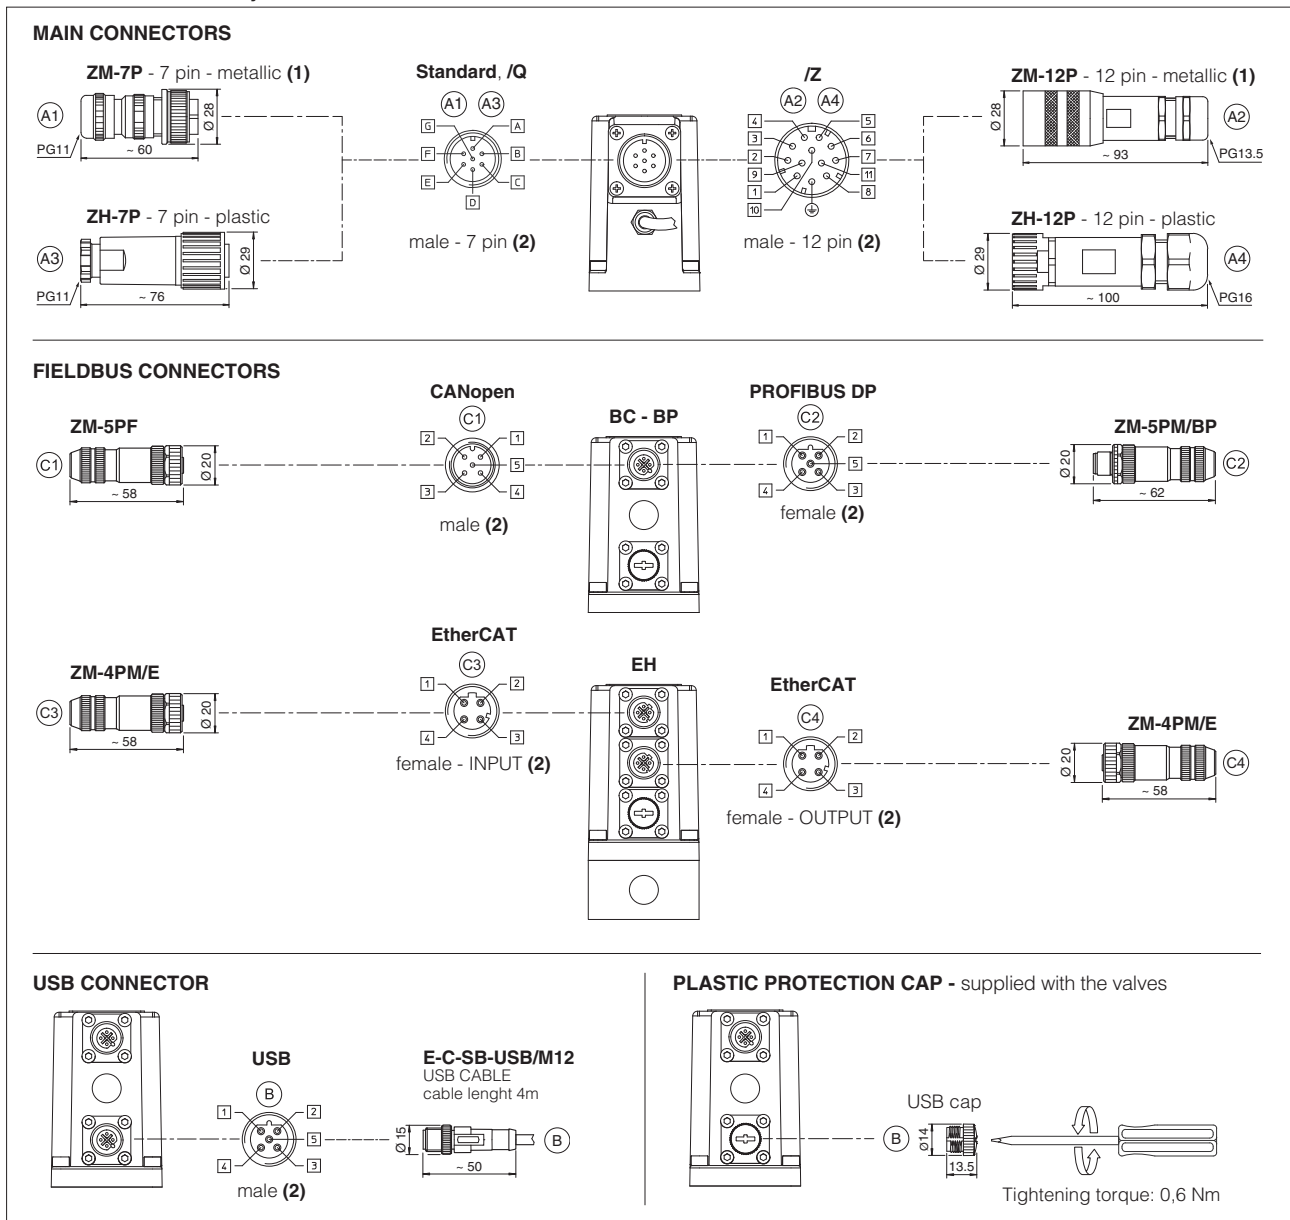 MAIN CONNECTORS
ZM-7P - 7 pin - metallic (1)
A1
PG11
~ 60
Ø 28
ZH-7P - 7 pin - plastic
A3
PG11
~ 76
Ø 29
Standard, /Q
A1 A3
G A
F B
E C
D
male - 7 pin (2)
/Z
A2 A4
4 5
3 6
2 7
9 11
1 8
10
male - 12 pin (2)
ZM-12P - 12 pin - metallic (1)
Ø 28
A2
~ 93
PG13.5
ZH-12P - 12 pin - plastic
Ø 29
A4
~ 100
PG16
FIELDBUS CONNECTORS
ZM-5PF
C1
Ø 20
~ 58
CANopen
C1
2 1
5
3 4
male (2)
BC - BP
PROFIBUS DP
C2
1 2
5
4 3
female (2)
ZM-5PM/BP
Ø 20
C2
~ 62
ZM-4PM/E
C3
Ø 20
~ 58
EtherCAT
C3
1 2
4 3
female - INPUT (2)
EH
EtherCAT
C4
1 2
4 3
female - OUTPUT (2)
ZM-4PM/E
Ø 20
C4
~ 58
USB CONNECTOR
USB
B
1 2
5
4 3
male (2)
E-C-SB-USB/M12
USB CABLE
cable lenght 4m
Ø 15
B
~ 50
PLASTIC PROTECTION CAP - supplied with the valves
USB cap
B
Ø14
13.5
Tightening torque: 0,6 Nm